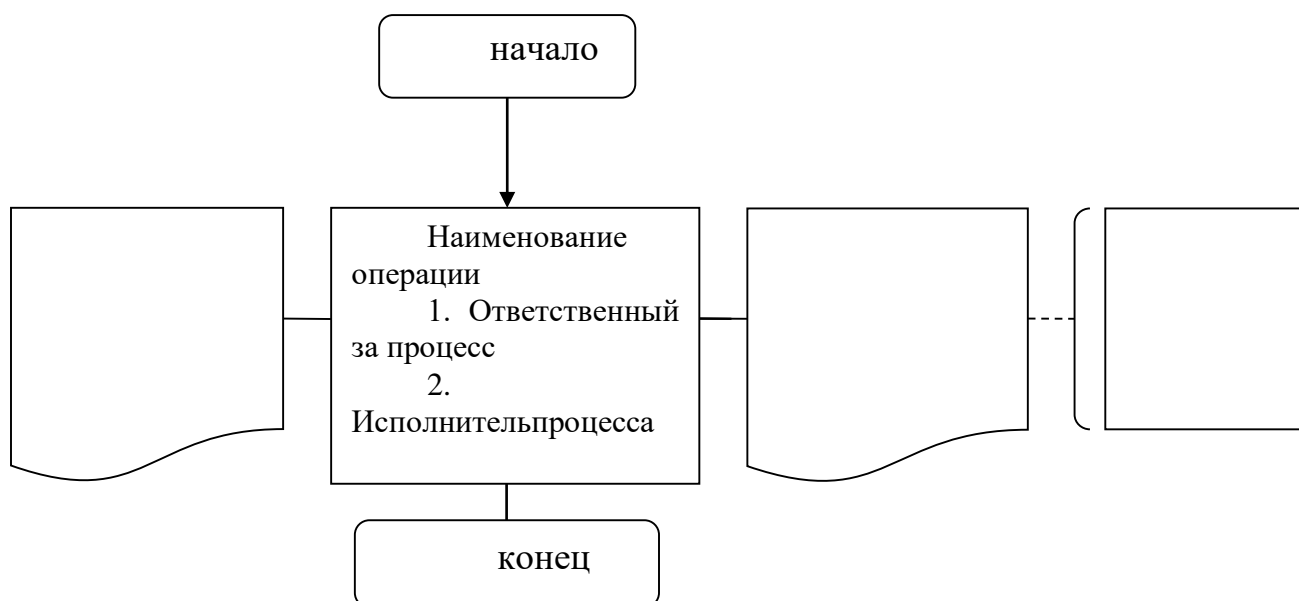 начало
Наименование
операции
1. Ответственный
за процесс
2.
Исполнительпроцесса
конец